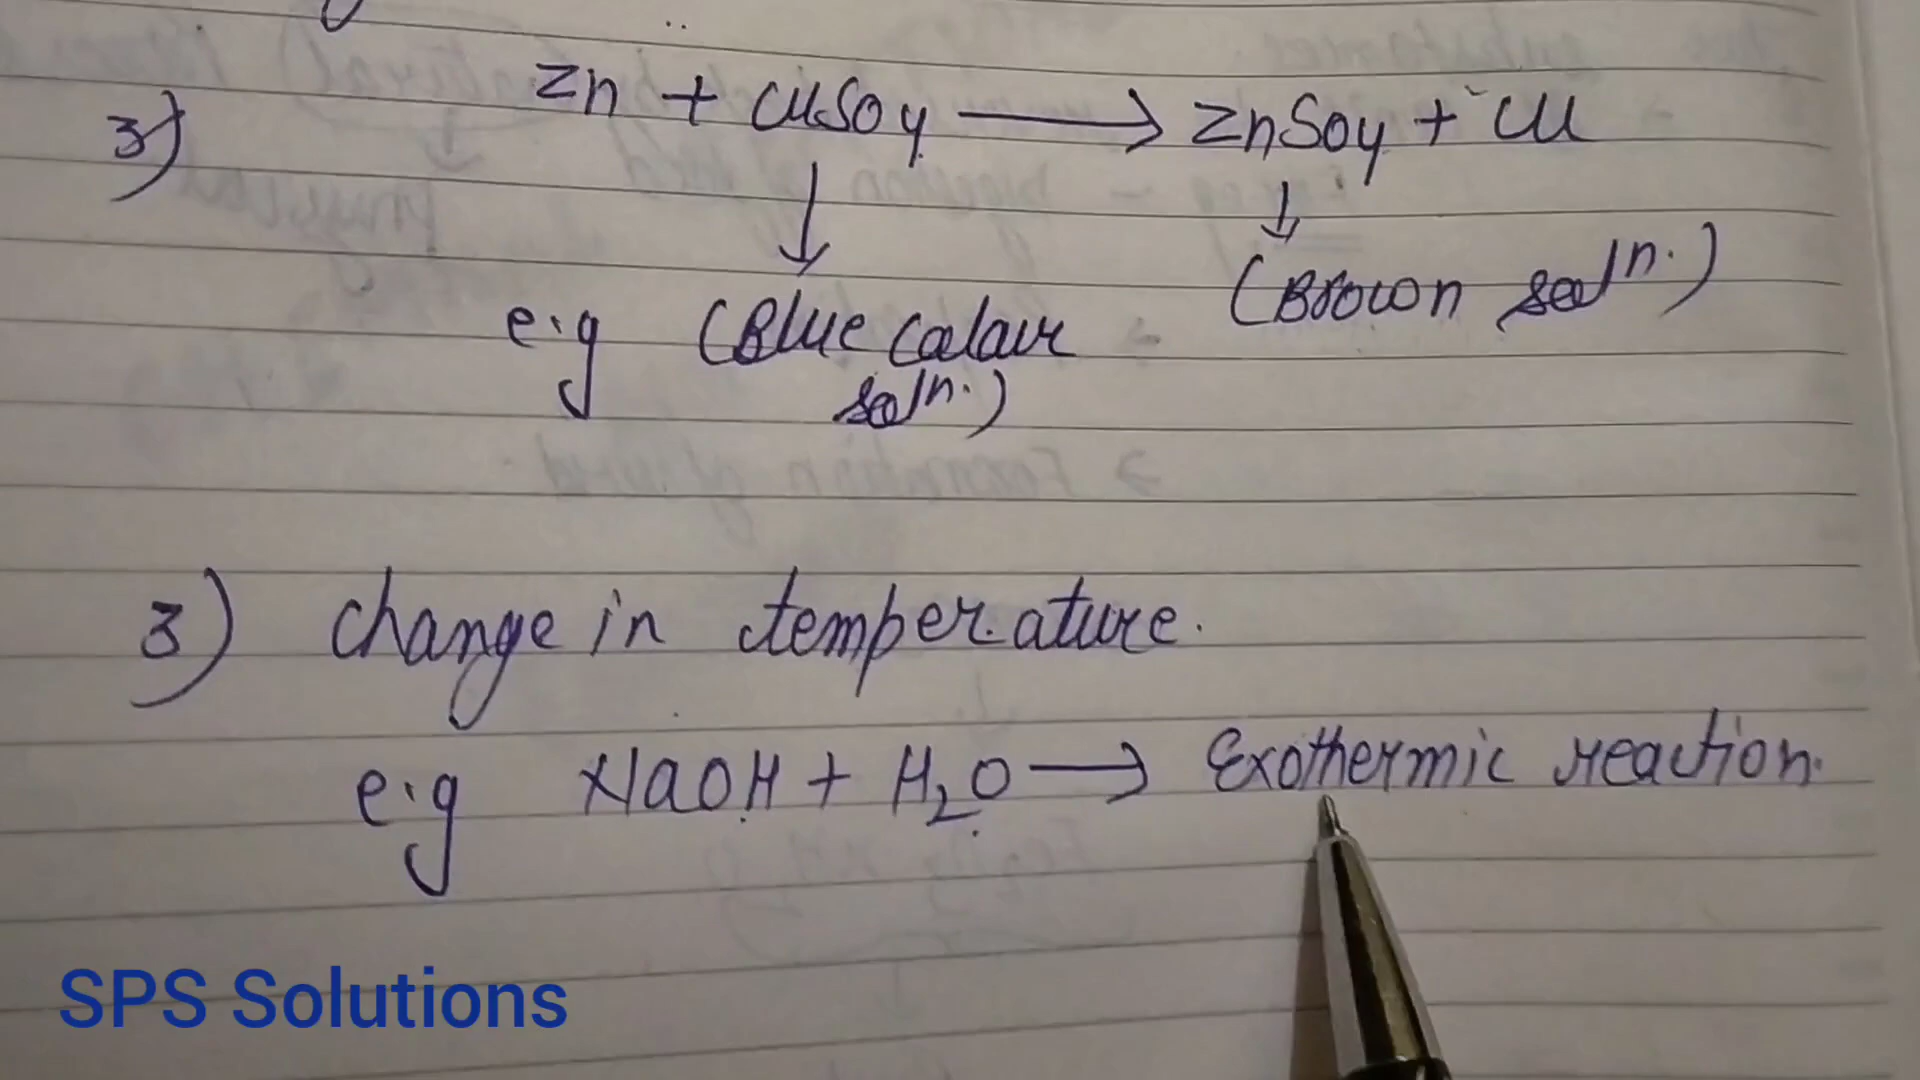 3) Zn + CuSO4 → ZnSO4 + Cu
↓ ↓
(Brown soln.)
e.g (Blue colour
soln.)
3) change in temperature.
e.g NaOH + H2O → Exothermic reaction.
SPS Solutions